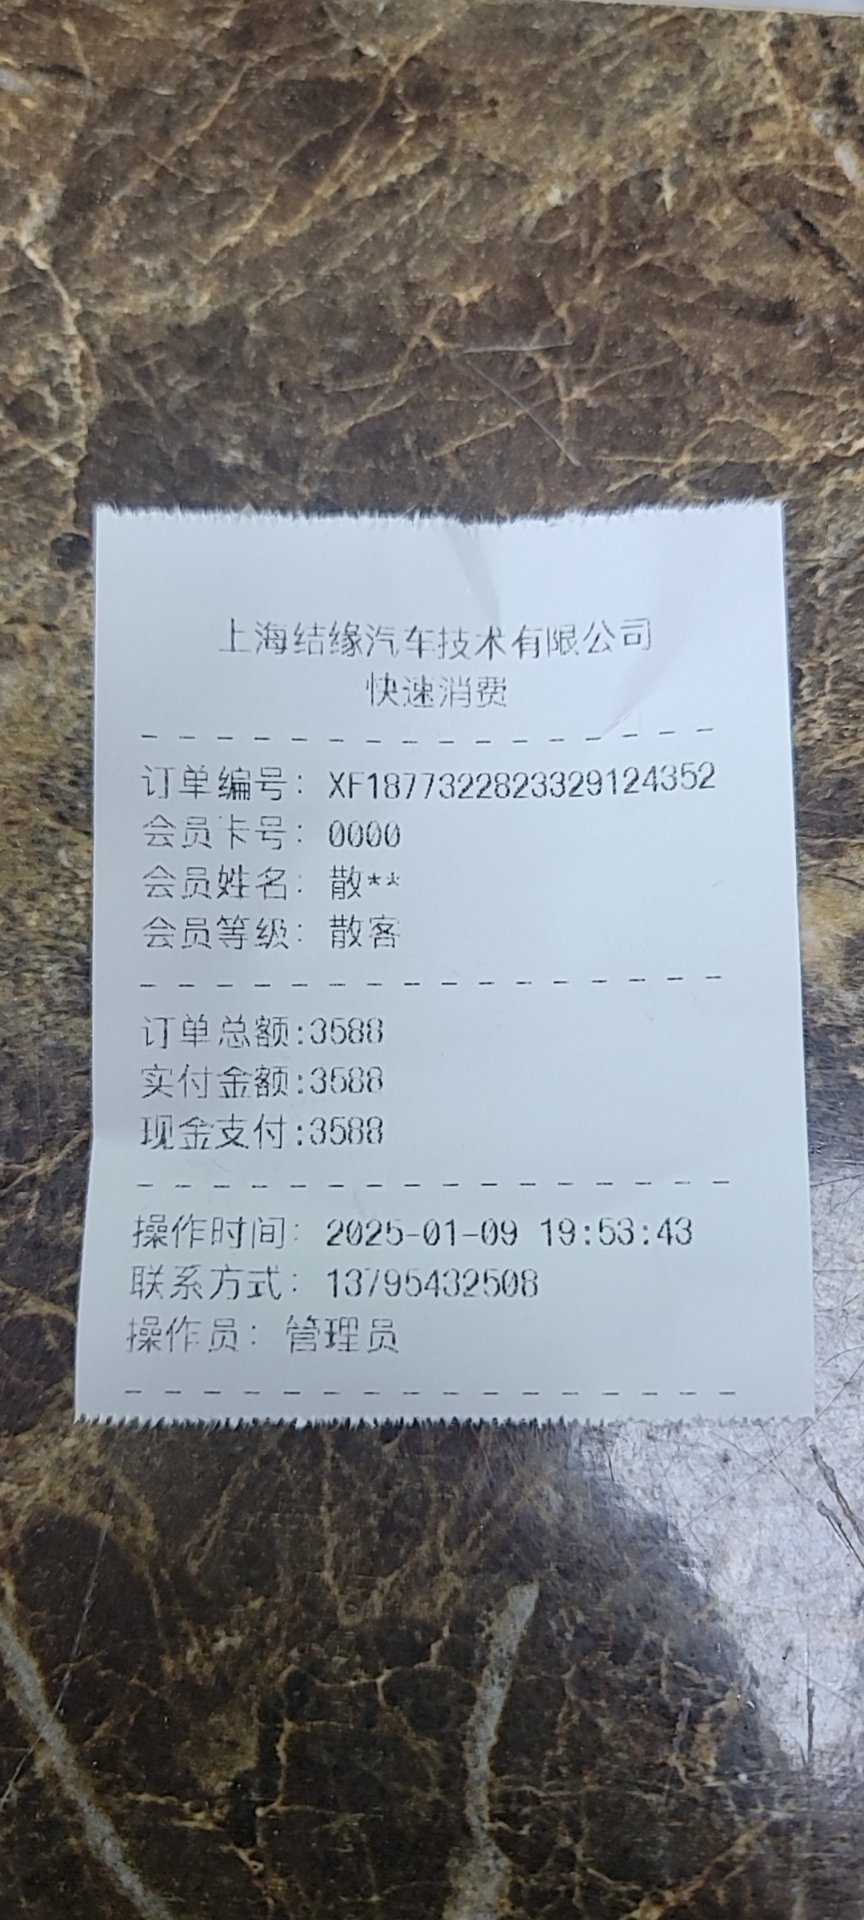 上海结缘汽车技术有限公司
快速消费
- - - - - - - - - - - - - - - -
订单编号: XF1877322823329124352
会员卡号: 0000
会员姓名: 散**
会员等级: 散客
- - - - - - - - - - - - - - - -
订单总额:3588
实付金额:3588
现金支付:3588
- - - - - - - - - - - - - - - -
操作时间: 2025-01-09 19:53:43
联系方式: 13795432508
操作员: 管理员
- - - - - - - - - - - - - - - -